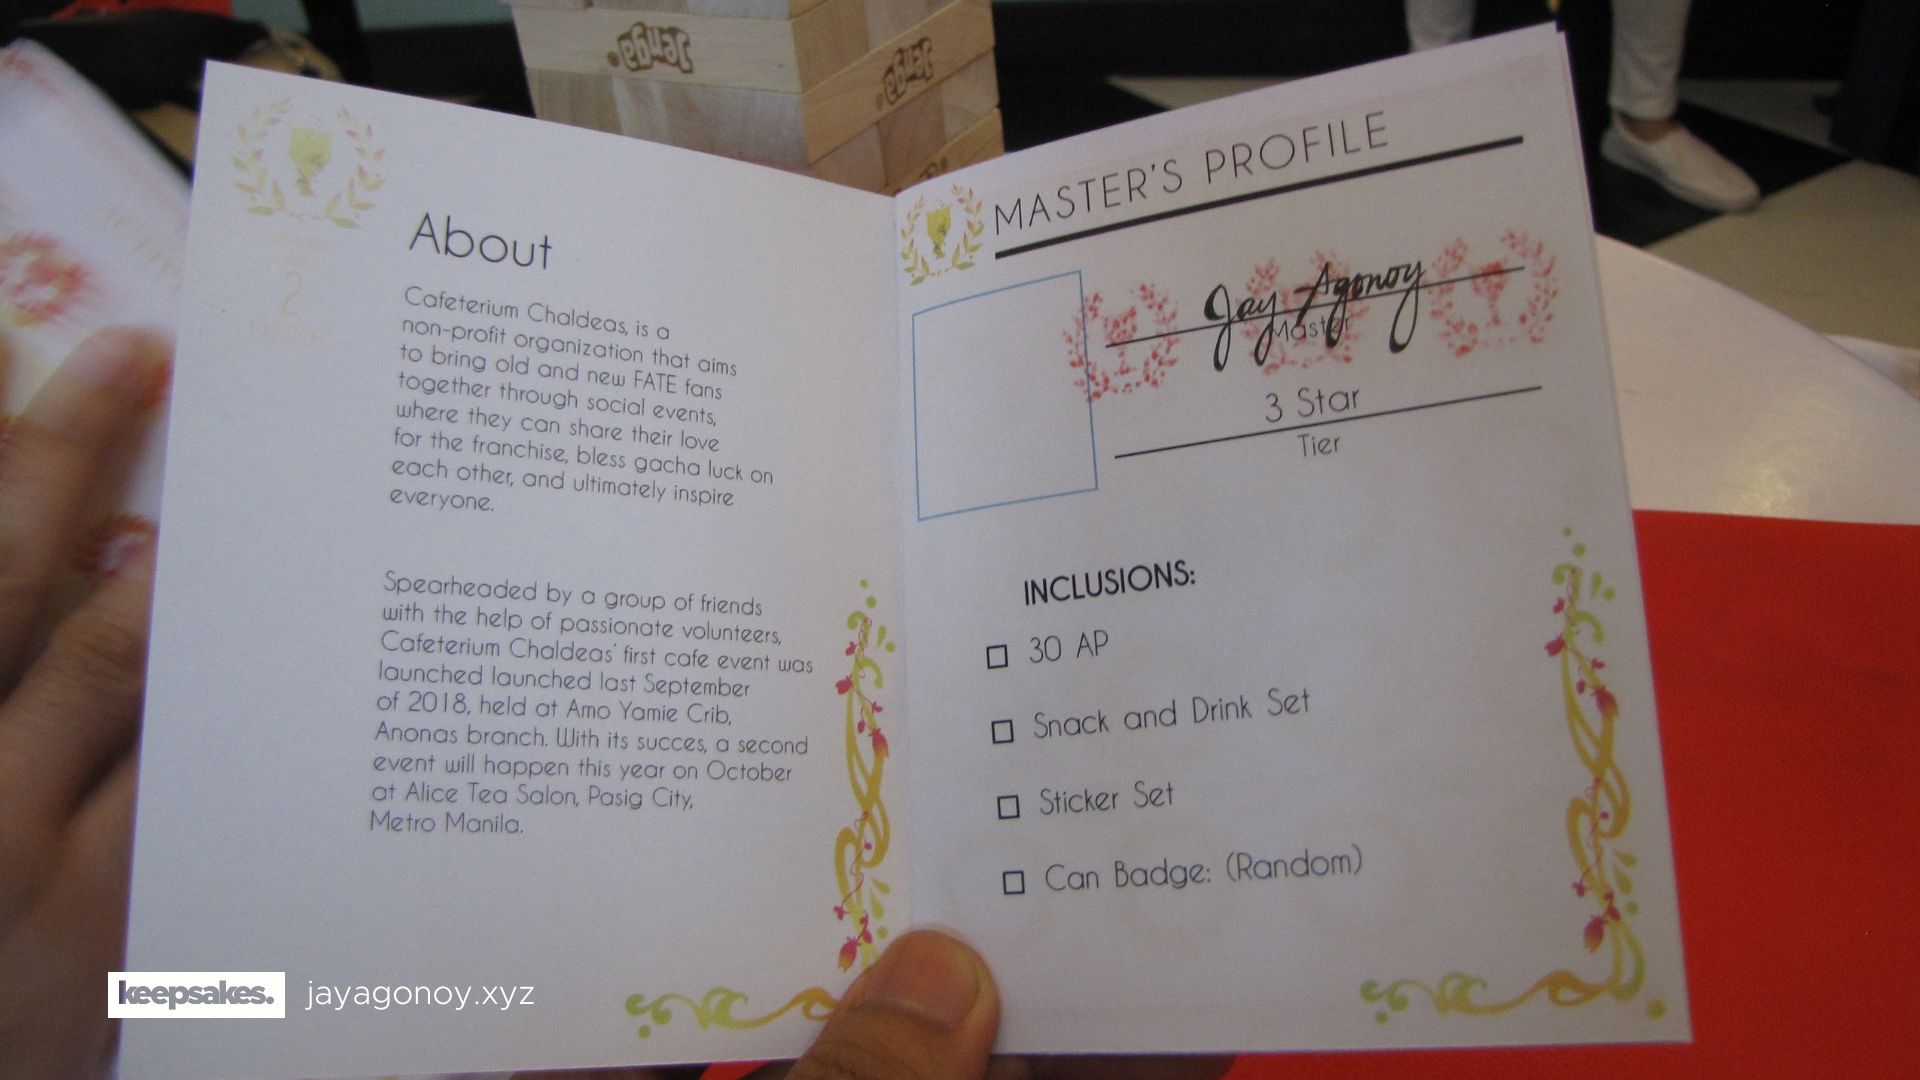 Jenga
Jenga
2
About
Cafeterium Chaldeas, is a
non-profit organization that aims
to bring old and new FATE fans
together through social events,
where they can share their love
for the franchise, bless gacha luck on
each other, and ultimately inspire
everyone.
Spearheaded by a group of friends
with the help of passionate volunteers,
Cafeterium Chaldeas' first cafe event was
launched launched last September
of 2018, held at Amo Yamie Crib,
Anonas branch. With its succes, a second
event will happen this year on October
at Alice Tea Salon, Pasig City,
Metro Manila.
MASTER'S PROFILE
Jay Agonoy
Master
3 Star
Tier
INCLUSIONS:
30 AP
Snack and Drink Set
Sticker Set
Can Badge: (Random)
keepsakes. jayagonoy.xyz